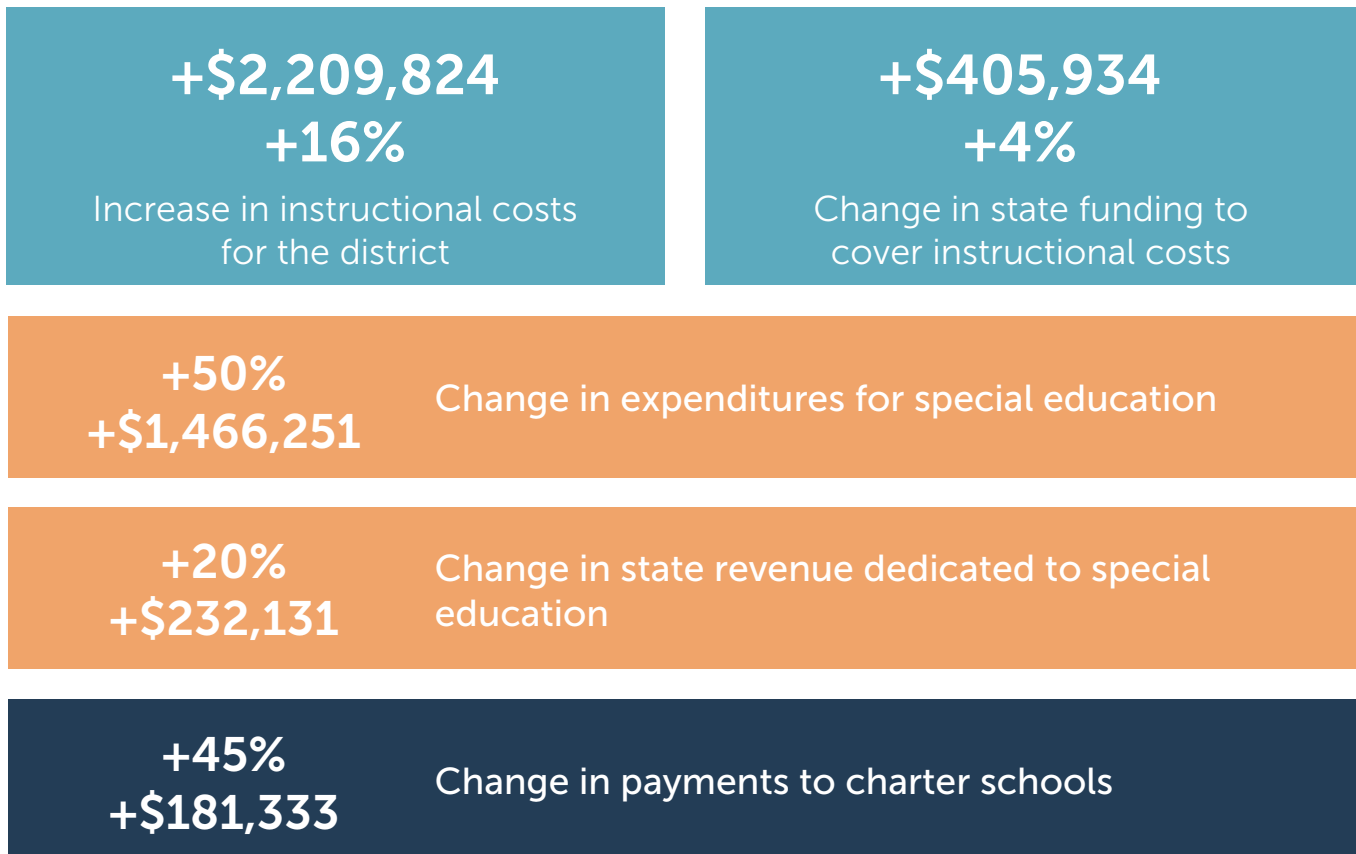 +$2,209,824
+16%
Increase in instructional costs
for the district
+$405,934
+4%
Change in state funding to
cover instructional costs
+50%
+$1,466,251
Change in expenditures for special education
+20%
+$232,131
Change in state revenue dedicated to special
education
+45%
+$181,333
Change in payments to charter schools